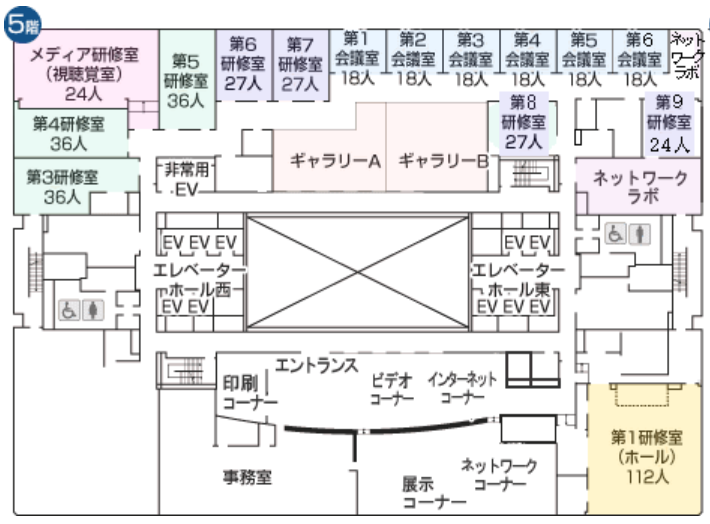 5階
メディア研修室
（視聴覚室）
24人
第5
研修室
36人
第6
研修室
27人
第7
研修室
27人
第1
会議室
18人
第2
会議室
18人
第3
会議室
18人
第4
会議室
18人
第5
会議室
18人
第6
会議室
18人
ネット
ワーク
ラボ
第4研修室
36人
第8
研修室
27人
第9
研修室
24人
第3研修室
36人
非常用
EV
ギャラリーA
ギャラリーB
ネットワーク
ラボ
EV EV EV
エレベーター
ホール西
EV EV
EV EV
エレベーター
ホール東
EV EV EV
エントランス
印刷
コーナー
ビデオ
コーナー
インターネット
コーナー
第1研修室
（ホール）
112人
事務室
展示
コーナー
ネットワーク
コーナー